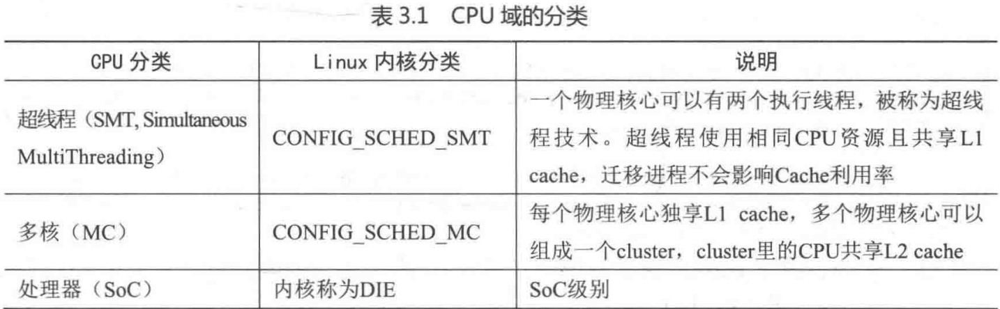 表 3.1 CPU 域的分类
CPU 分类 Linux 内核分类 说明
超线程（SMT, Simultaneous
MultiThreading）
CONFIG_SCHED_SMT
一个物理核心可以有两个执行线程，被称为超线
程技术。超线程使用相同CPU资源且共享L1
cache，迁移进程不会影响Cache利用率
多核（MC）
CONFIG_SCHED_MC
每个物理核心独享L1 cache，多个物理核心可以
组成一个cluster，cluster里的CPU共享L2 cache
处理器（SoC） 内核称为DIE SoC级别